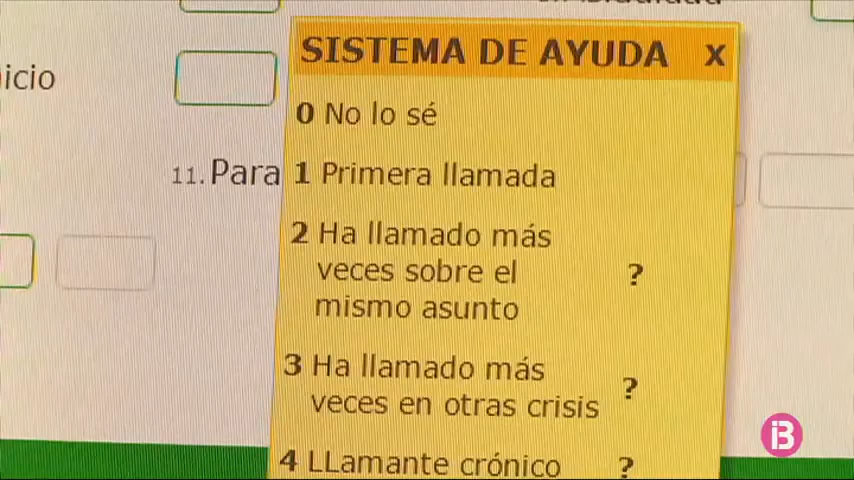 SISTEMA DE AYUDA x
icio
0 No lo sé
11. Para
1 Primera llamada
2 Ha llamado más
veces sobre el ?
mismo asunto
3 Ha llamado más
veces en otras crisis ?
4 LLamante crónico ?